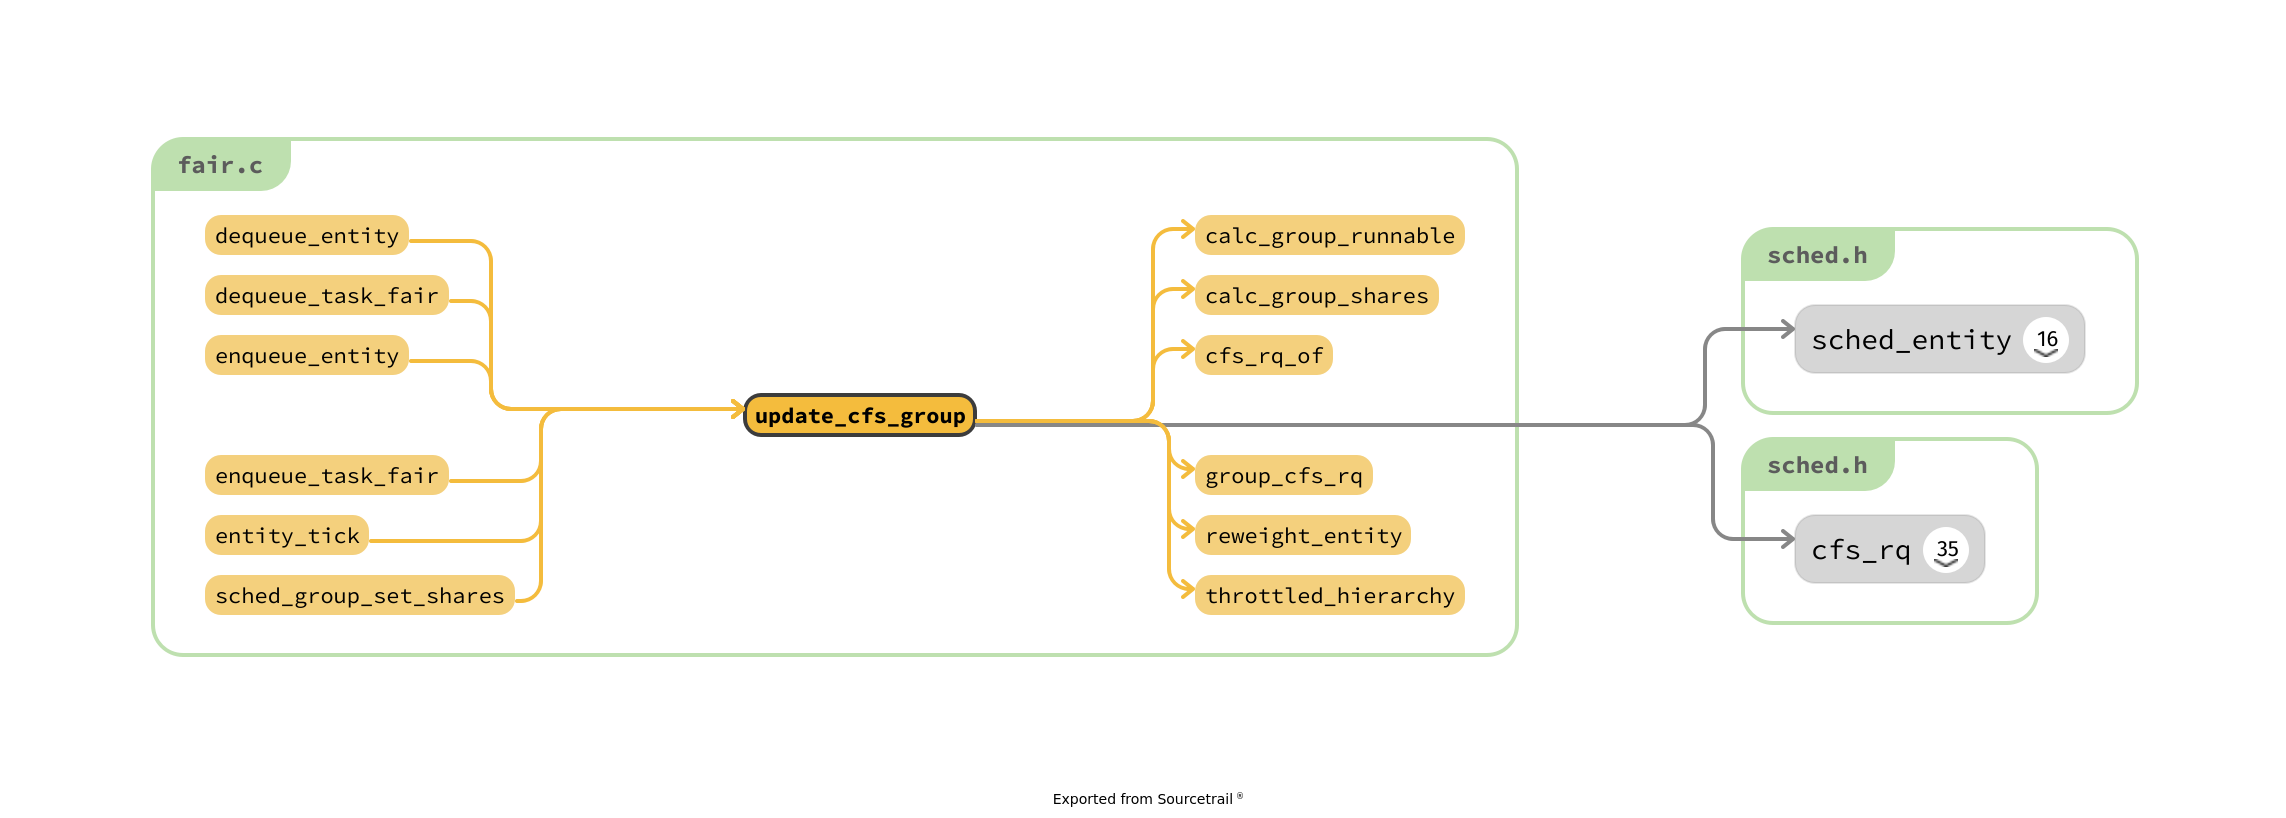 fair.c
dequeue_entity
dequeue_task_fair
enqueue_entity
enqueue_task_fair
entity_tick
sched_group_set_shares
update_cfs_group
calc_group_runnable
calc_group_shares
cfs_rq_of
group_cfs_rq
reweight_entity
throttled_hierarchy
sched.h
sched_entity 16
sched.h
cfs_rq 35
Exported from Sourcetrail ®